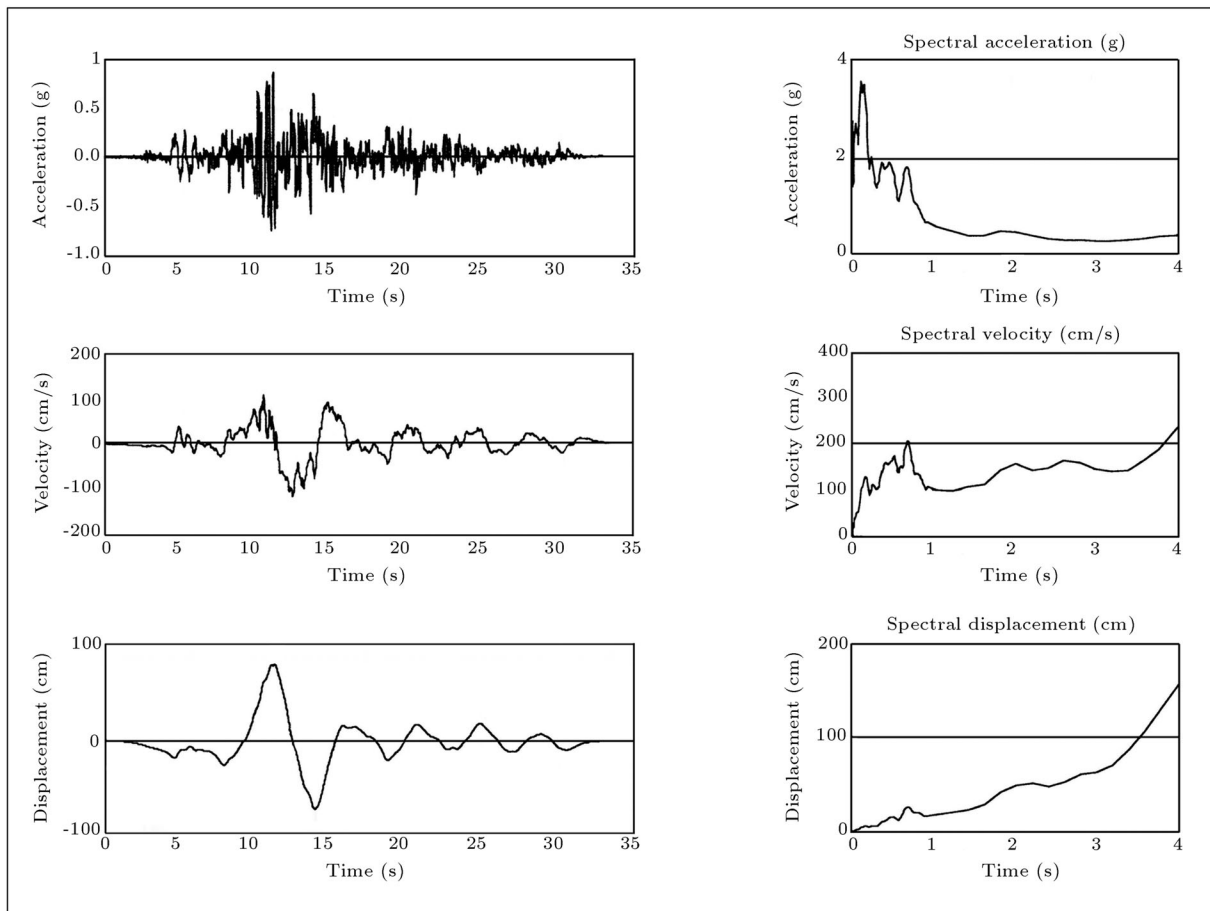 Acceleration (g)
1
0.5
0.0
-0.5
-1.0
0 5 10 15 20 25 30 35
Time (s)
Spectral acceleration (g)
Acceleration (g)
4
2
0
0 1 2 3 4
Time (s)
Velocity (cm/s)
200
100
0
-100
-200
0 5 10 15 20 25 30 35
Time (s)
Spectral velocity (cm/s)
Velocity (cm/s)
400
300
200
100
0
0 1 2 3 4
Time (s)
Displacement (cm)
100
0
-100
0 5 10 15 20 25 30 35
Time (s)
Spectral displacement (cm)
Displacement (cm)
200
100
0
0 1 2 3 4
Time (s)